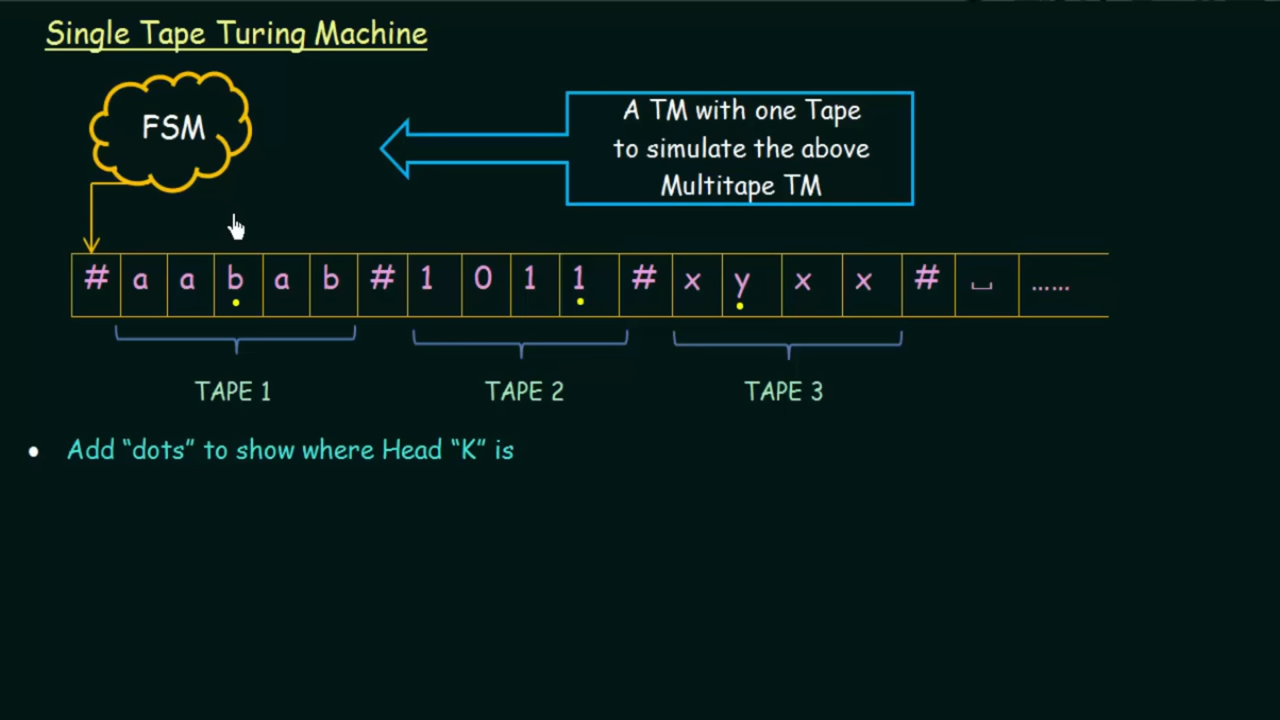 Single Tape Turing Machine
FSM
A TM with one Tape
to simulate the above
Multitape TM
# a a b a b # 1 0 1 1 # x y x x # ⎵ ......
TAPE 1 TAPE 2 TAPE 3
• Add “dots” to show where Head “K” is